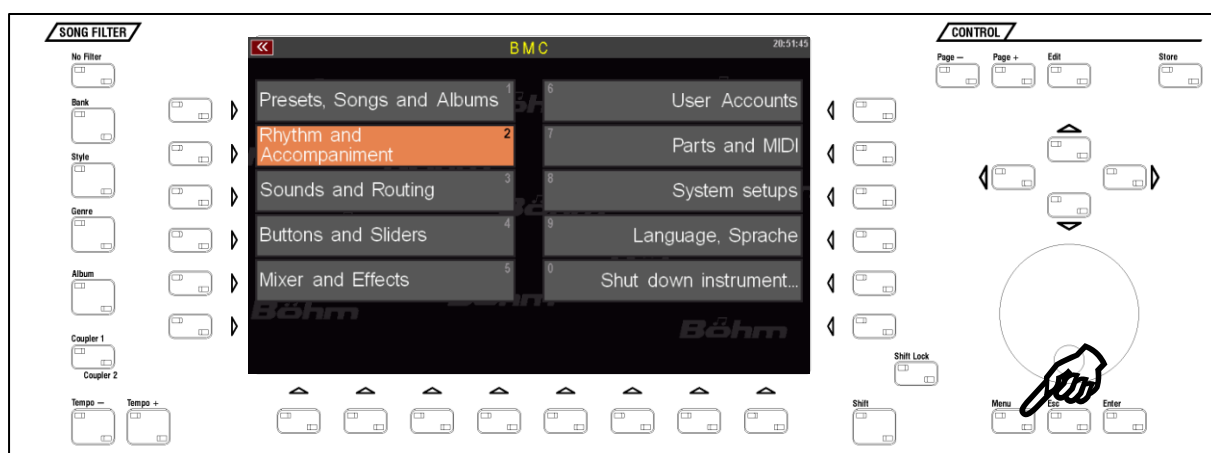 SONG FILTER
No Filter
Bank
Style
Genre
Album
Coupler 1
Coupler 2
Tempo —
Tempo +
«
BMC
20:51:45
Presets, Songs and Albums
1
Rhythm and
Accompaniment
2
Sounds and Routing
3
Buttons and Sliders
4
Mixer and Effects
5
6
User Accounts
7
Parts and MIDI
8
System setups
9
Language, Sprache
0
Shut down instrument...
Böhm
Böhm
CONTROL
Page —
Page +
Edit
Store
Shift Lock
Shift
Menu
Esc
Enter